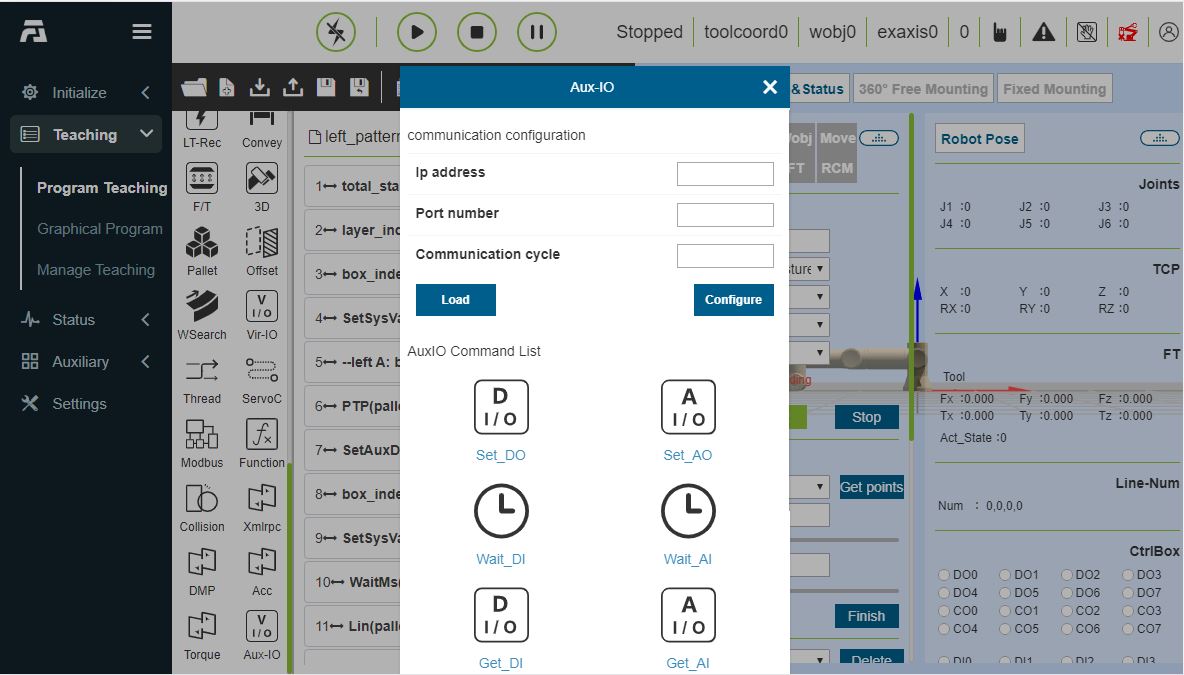 Stopped
toolcoord0
wobj0
exaxis0
0
Initialize
Teaching
Program Teaching
Graphical Program
Manage Teaching
Status
Auxiliary
Settings
LT-Rec
Convey
F/T
3D
Pallet
Offset
V
I/O
WSearch
Vir-IO
Thread
ServoC
Modbus
Function
Collision
Xmlrpc
DMP
Acc
V
I/O
Torque
Aux-IO
left_pattern
1 total_sta
2 layer_ind
3 box_inde
4 SetSysVa
5 --left A: b
6 PTP(palle
7 SetAuxD
8 box_inde
9 SetSysVa
10 WaitMs(
11 Lin(palle
Aux-IO
communication configuration
Ip address
Port number
Communication cycle
Load
Configure
AuxIO Command List
D
I/O
A
I/O
Set_DO
Set_AO
Wait_DI
Wait_AI
D
I/O
A
I/O
Get_DI
Get_AI
&Status
360° Free Mounting
Fixed Mounting
Move
FT
RCM
Stop
Get points
Finish
Delete
Robot Pose
Joints
J1 :0 J2 :0 J3 :0
J4 :0 J5 :0 J6 :0
TCP
X :0 Y :0 Z :0
RX :0 RY :0 RZ :0
FT
Tool
Fx :0.000 Fy :0.000 Fz :0.000
Tx :0.000 Ty :0.000 Tz :0.000
Act_State :0
Line-Num
Num : 0,0,0,0
CtrlBox
DO0 DO1 DO2 DO3
DO4 DO5 DO6 DO7
CO0 CO1 CO2 CO3
CO4 CO5 CO6 CO7
DI0 DI1 DI2 DI3